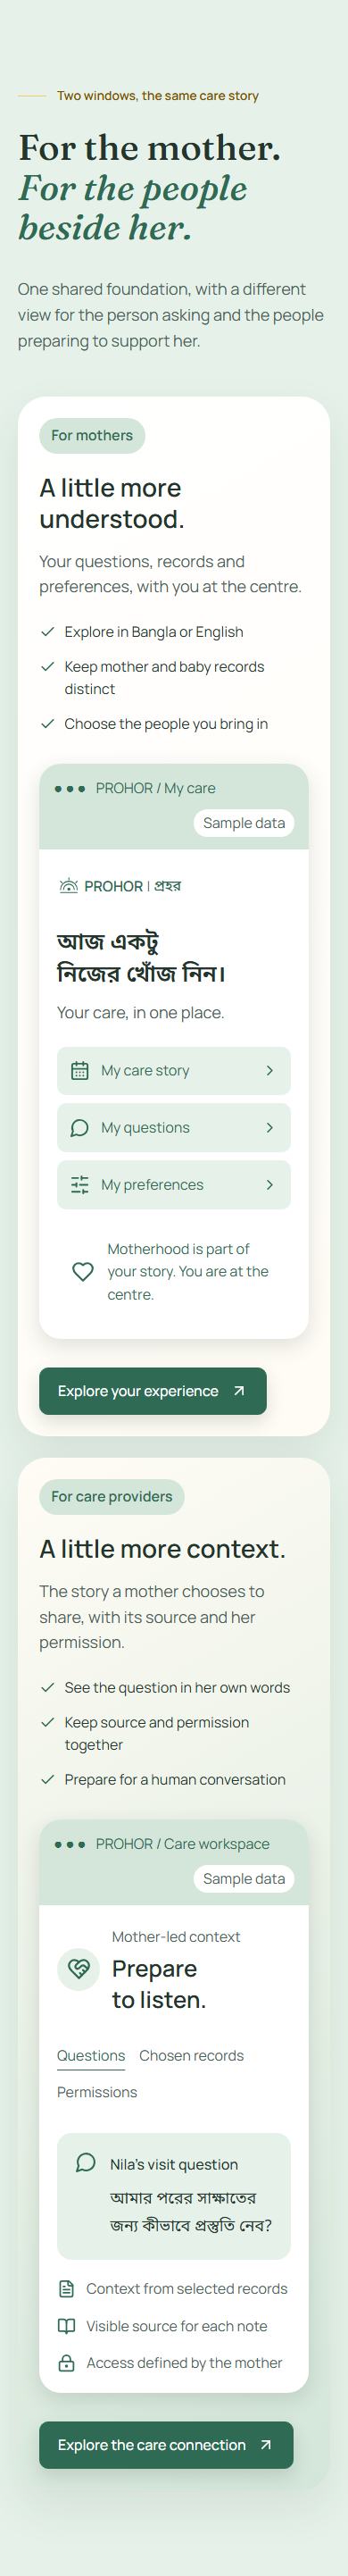 Two windows, the same care story
For the mother.
For the people
beside her.
One shared foundation, with a different
view for the person asking and the people
preparing to support her.
For mothers
A little more
understood.
Your questions, records and
preferences, with you at the centre.
Explore in Bangla or English
Keep mother and baby records
distinct
Choose the people you bring in
PROHOR / My care
Sample data
PROHOR | প্রহর
আজ একটু
নিজের খোঁজ নিন।
Your care, in one place.
My care story
My questions
My preferences
Motherhood is part of
your story. You are at the
centre.
Explore your experience
For care providers
A little more context.
The story a mother chooses to
share, with its source and her
permission.
See the question in her own words
Keep source and permission
together
Prepare for a human conversation
PROHOR / Care workspace
Sample data
Mother-led context
Prepare
to listen.
Questions Chosen records
Permissions
Nila's visit question
আমার পরের সাক্ষাতের
জন্য কীভাবে প্রস্তুতি নেব?
Context from selected records
Visible source for each note
Access defined by the mother
Explore the care connection